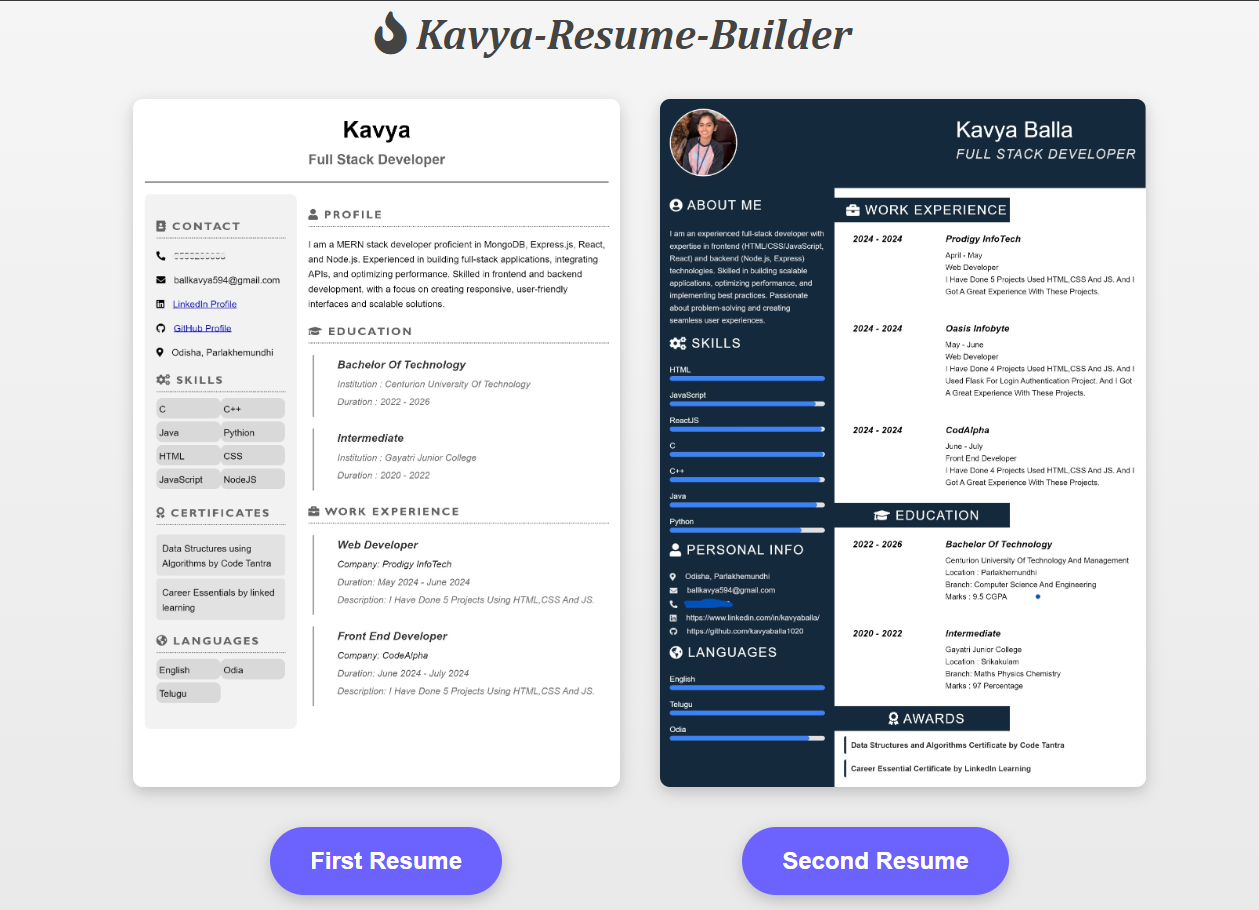 Kavya-Resume-Builder
Kavya
Full Stack Developer
CONTACT
ballkavya594@gmail.com
LinkedIn Profile
GitHub Profile
Odisha, Parlakhemundhi
SKILLS
C
C++
Java
Pythion
HTML
CSS
JavaScript
NodeJS
CERTIFICATES
Data Structures using
Algorithms by Code Tantra
Career Essentials by linked
learning
LANGUAGES
English
Odia
Telugu
PROFILE
I am a MERN stack developer proficient in MongoDB, Express.js, React,
and Node.js. Experienced in building full-stack applications, integrating
APIs, and optimizing performance. Skilled in frontend and backend
development, with a focus on creating responsive, user-friendly
interfaces and scalable solutions.
EDUCATION
Bachelor Of Technology
Institution : Centurion University Of Technology
Duration : 2022 - 2026
Intermediate
Institution : Gayatri Junior College
Duration : 2020 - 2022
WORK EXPERIENCE
Web Developer
Company: Prodigy InfoTech
Duration: May 2024 - June 2024
Description: I Have Done 5 Projects Using HTML,CSS And JS.
Front End Developer
Company: CodeAlpha
Duration: June 2024 - July 2024
Description: I Have Done 5 Projects Using HTML,CSS And JS.
Kavya Balla
FULL STACK DEVELOPER
ABOUT ME
I am an experienced full-stack developer with
expertise in frontend (HTML/CSS/JavaScript,
React) and backend (Node.js, Express)
technologies. Skilled in building scalable
applications, optimizing performance, and
implementing best practices. Passionate
about problem-solving and creating
seamless user experiences.
SKILLS
HTML
JavaScript
ReactJS
C
C++
Java
Python
PERSONAL INFO
Odisha, Parlakhemundhi
ballkavya594@gmail.com
https://www.linkedin.com/in/kavyaballa/
https://github.com/kavyaballa1020
LANGUAGES
English
Telugu
Odia
WORK EXPERIENCE
2024 - 2024
Prodigy InfoTech
April - May
Web Developer
I Have Done 5 Projects Used HTML,CSS And JS. And I
Got A Great Experience With These Projects.
2024 - 2024
Oasis Infobyte
May - June
Web Developer
I Have Done 4 Projects Used HTML,CSS And JS. And I
Used Flask For Login Authentication Project. And I Got
A Great Experience With These Projects.
2024 - 2024
CodAlpha
June - July
Front End Developer
I Have Done 4 Projects Used HTML,CSS And JS. And I
Got A Great Experience With These Projects.
EDUCATION
2022 - 2026
Bachelor Of Technology
Centurion University Of Technology And Management
Location : Parlakhemundhi
Branch: Computer Science And Engineering
Marks : 9.5 CGPA
2020 - 2022
Intermediate
Gayatri Junior College
Location : Srikakulam
Branch: Maths Physics Chemistry
Marks : 97 Percentage
AWARDS
Data Structures and Algorithms Certificate by Code Tantra
Career Essential Certificate by LinkedIn Learning
First Resume
Second Resume